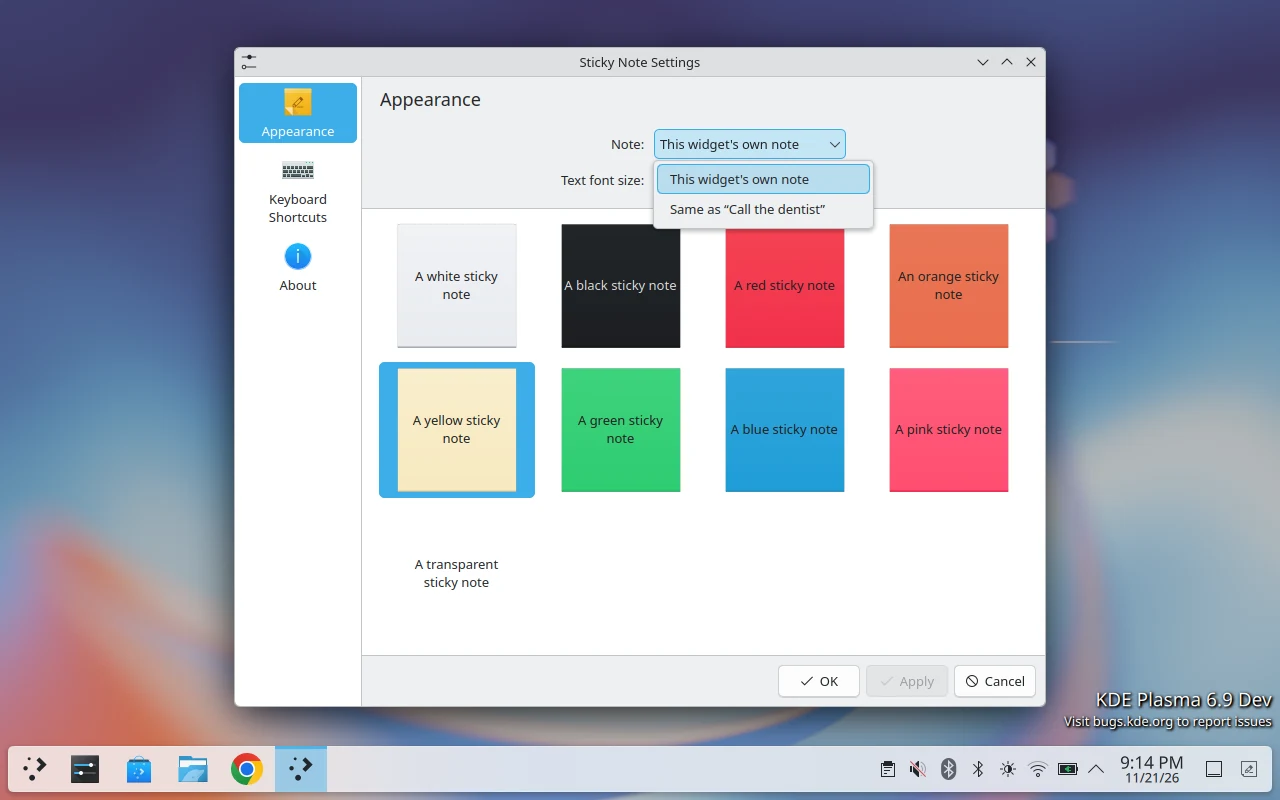 Sticky Note Settings
Appearance
Keyboard
Shortcuts
About
Appearance
Note:
This widget's own note
Text font size:
This widget's own note
Same as “Call the dentist”
A white sticky
note
A black sticky note
A red sticky note
An orange sticky
note
A yellow sticky
note
A green sticky
note
A blue sticky note
A pink sticky note
A transparent
sticky note
OK
Apply
Cancel
KDE Plasma 6.9 Dev
Visit bugs.kde.org to report issues
9:14 PM
11/21/26